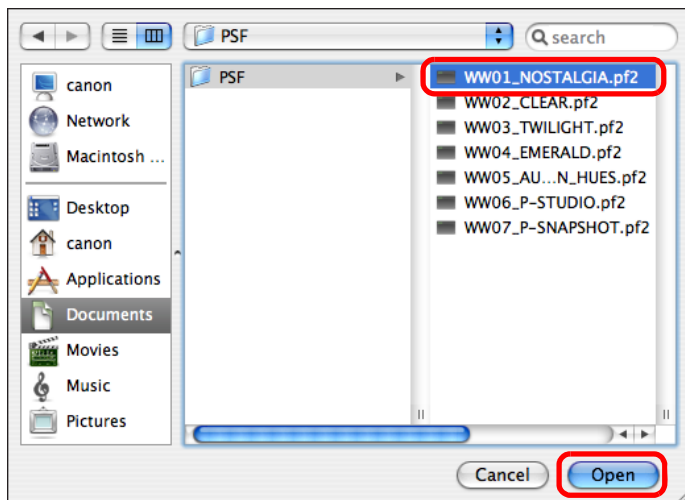 PSF
search
canon
Network
Macintosh ...
Desktop
canon
Applications
Documents
Movies
Music
Pictures
PSF
WW01_NOSTALGIA.pf2
WW02_CLEAR.pf2
WW03_TWILIGHT.pf2
WW04_EMERALD.pf2
WW05_AU...N_HUES.pf2
WW06_P-STUDIO.pf2
WW07_P-SNAPSHOT.pf2
Cancel
Open